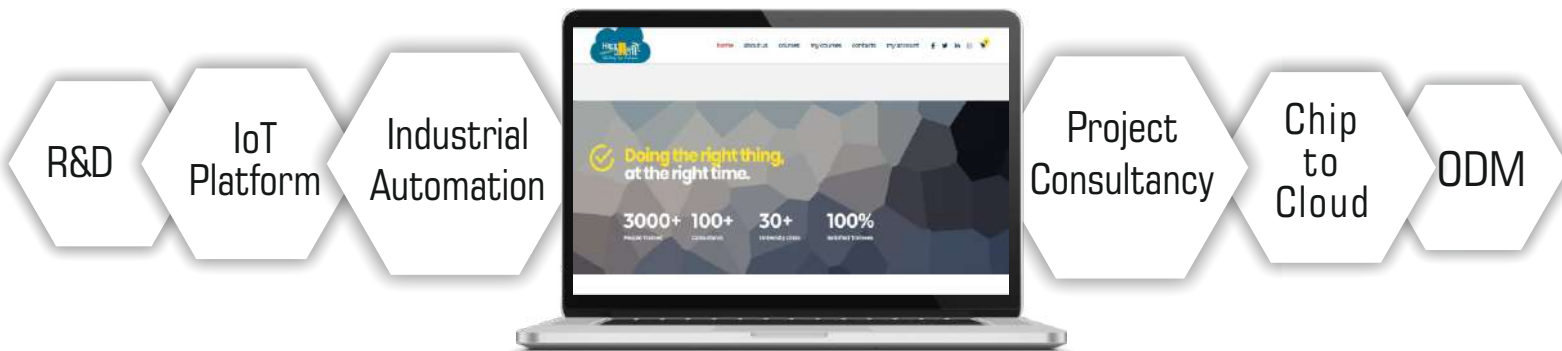 R&D
IoT
Platform
Industrial
Automation
home about us courses my courses contacts my account
Doing the right thing,
at the right time.
3000+ 100+ 30+ 100%
Project
Consultancy
Chip
to
Cloud
ODM